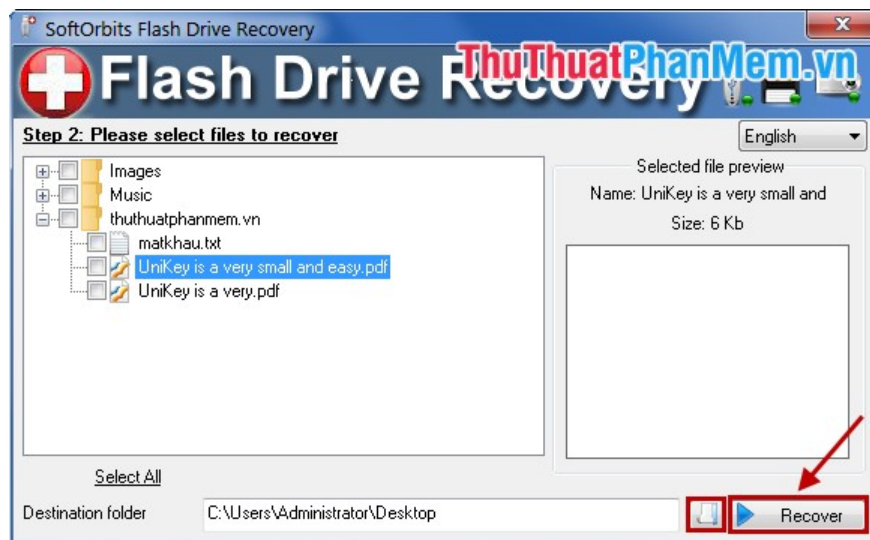 SoftOrbits Flash Drive Recovery
Flash Drive Recovery
ThuThuatPhanMem.vn
Step 2: Please select files to recover
English
Images
Music
thuthuatphanmem.vn
matkhau.txt
UniKey is a very small and easy.pdf
UniKey is a very.pdf
Selected file preview
Name: UniKey is a very small and
Size: 6 Kb
Select All
Destination folder
C:\Users\Administrator\Desktop
Recover